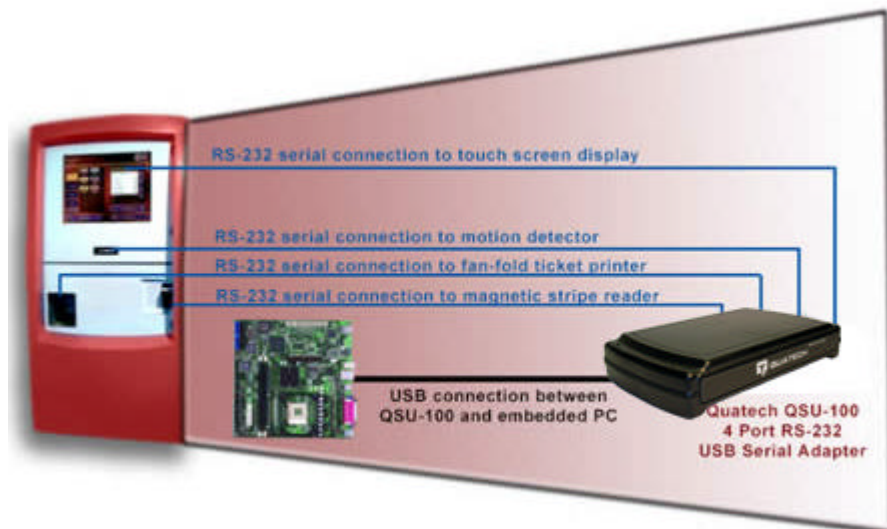 RS-232 serial connection to touch screen display
RS-232 serial connection to motion detector
RS-232 serial connection to fan-fold ticket printer
RS-232 serial connection to magnetic stripe reader
QUATECH
USB connection between
QSU-100 and embedded PC
Quatech QSU-100
4 Port RS-232
USB Serial Adapter